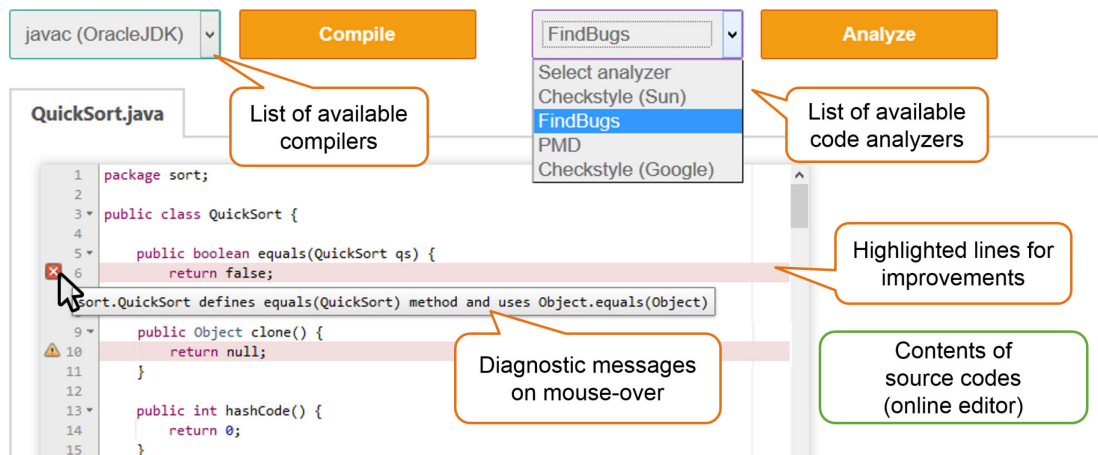 javac (OracleJDK)
Compile
FindBugs
Analyze
Select analyzer
Checkstyle (Sun)
FindBugs
PMD
Checkstyle (Google)
List of available
compilers
List of available
code analyzers
QuickSort.java
1 package sort;
2
3 public class QuickSort {
4
5 public boolean equals(QuickSort qs) {
6 return false;
sort.QuickSort defines equals(QuickSort) method and uses Object.equals(Object)
9 public Object clone() {
10 return null;
11 }
12
13 public int hashCode() {
14 return 0;
15 }
Highlighted lines for
improvements
Diagnostic messages
on mouse-over
Contents of
source codes
(online editor)